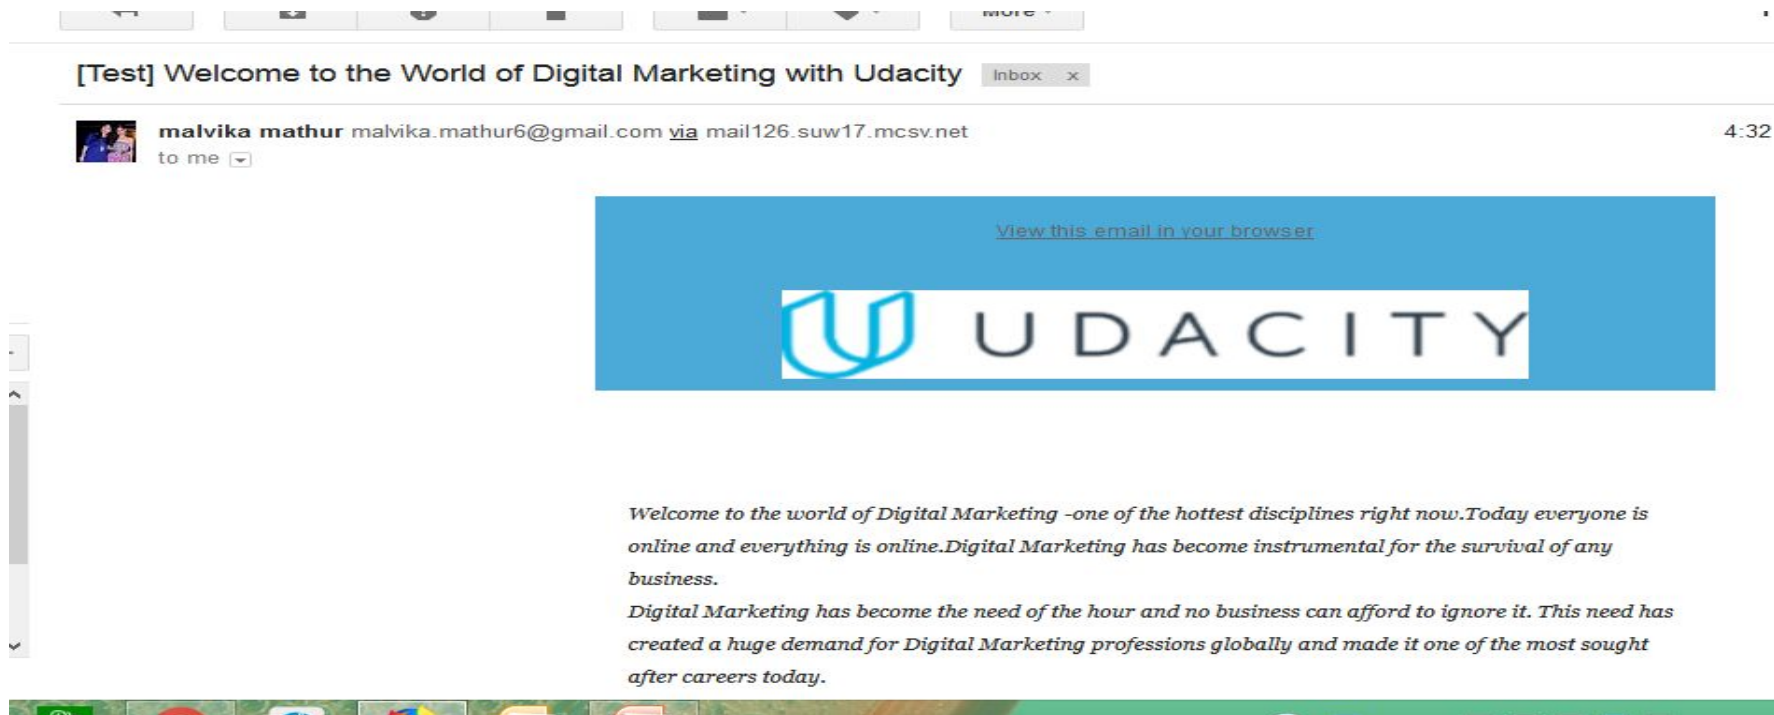 More
[Test] Welcome to the World of Digital Marketing with Udacity Inbox x
malvika mathur malvika.mathur6@gmail.com via mail126.suw17.mcsv.net 4:32
to me
View this email in your browser
UDACITY
Welcome to the world of Digital Marketing -one of the hottest disciplines right now.Today everyone is
online and everything is online.Digital Marketing has become instrumental for the survival of any
business.
Digital Marketing has become the need of the hour and no business can afford to ignore it. This need has
created a huge demand for Digital Marketing professions globally and made it one of the most sought
after careers today.